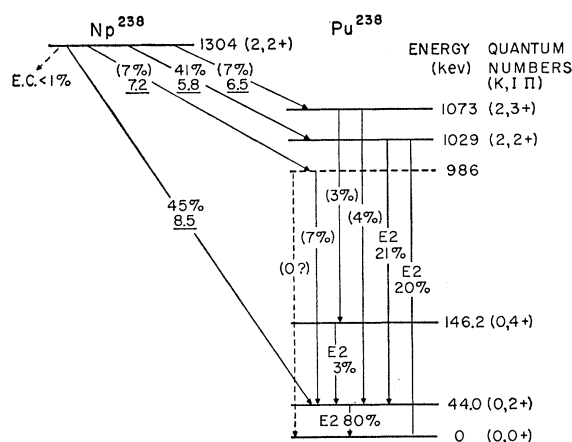 Np²³⁸
Pu²³⁸
1304 (2,2+)
ENERGY QUANTUM
(kev) NUMBERS
(K,I Π)
E.C.<1%
(7%) 41% (7%)
7.2 5.8 6.5
1073 (2,3+)
1029 (2,2+)
986
45%
8.5
(3%)
(7%)
(4%)
E2
21%
E2
20%
(0?)
146.2 (0,4+)
E2
3%
44.0 (0,2+)
E2 80%
0 (0,0+)